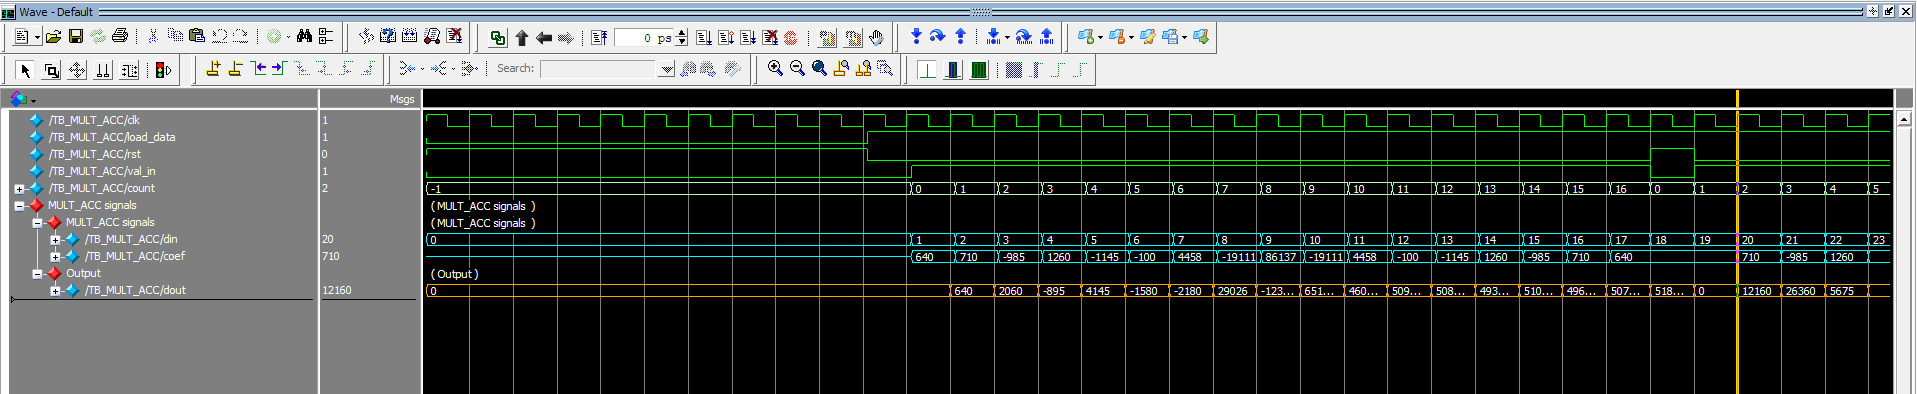 Wave - Default
0 ps
Search:
Msgs
/TB_MULT_ACC/clk 1
/TB_MULT_ACC/load_data 1
/TB_MULT_ACC/rst 0
/TB_MULT_ACC/val_in 1
/TB_MULT_ACC/count 2 -1 0 1 2 3 4 5 6 7 8 9 10 11 12 13 14 15 16 0 1 2 3 4 5
MULT_ACC signals ( MULT_ACC signals )
MULT_ACC signals ( MULT_ACC signals )
/TB_MULT_ACC/din 20 0 1 2 3 4 5 6 7 8 9 10 11 12 13 14 15 16 17 18 19 20 21 22 23
/TB_MULT_ACC/coef 710 640 710 -985 1260 -1145 -100 4458 -19111 86137 -19111 4458 -100 -1145 1260 -985 710 640 710 -985 1260
Output ( Output )
/TB_MULT_ACC/dout 12160 0 640 2060 -895 4145 -1580 -2180 29026 -123... 651... 460... 509... 508... 493... 510... 496... 507... 518... 0 12160 26360 5675